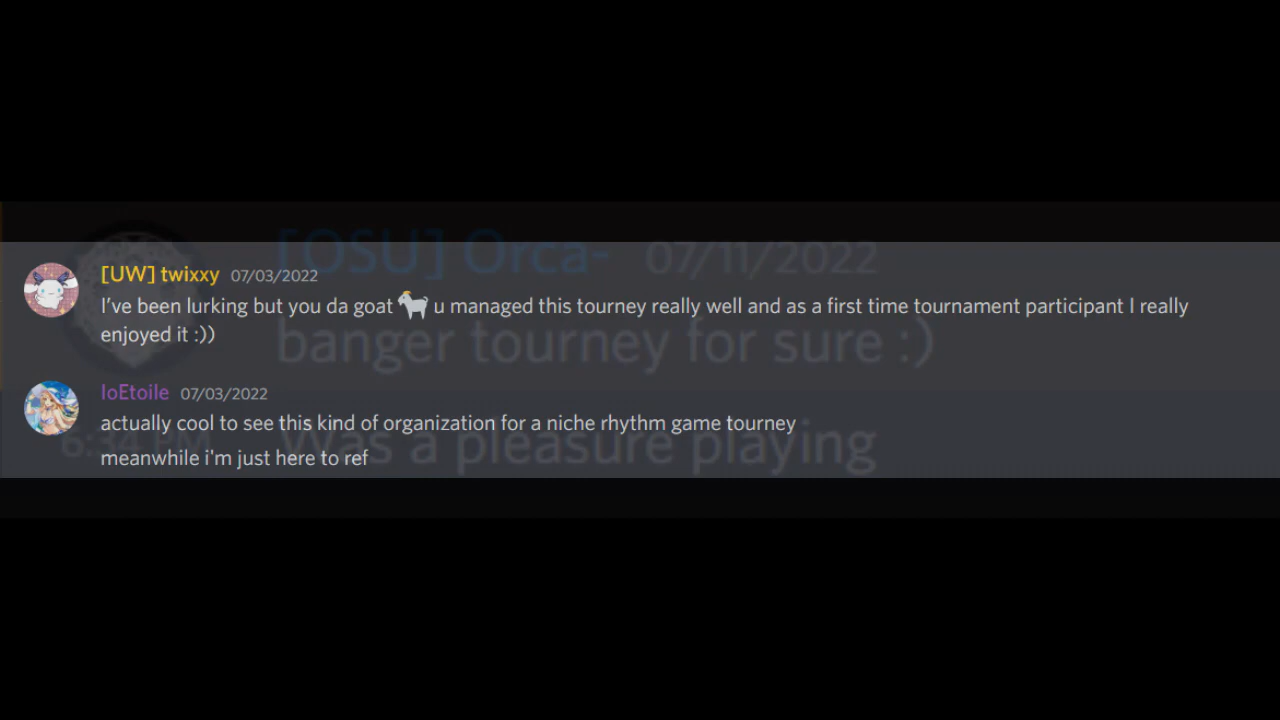 [OSU] Orca- 07/11/2022
banger tourney for sure :)
6:34 PM Was a pleasure playing
[UW] twixxy 07/03/2022
I've been lurking but you da goat 🐐 u managed this tourney really well and as a first time tournament participant I really
enjoyed it :))
IoEtoile 07/03/2022
actually cool to see this kind of organization for a niche rhythm game tourney
meanwhile i'm just here to ref